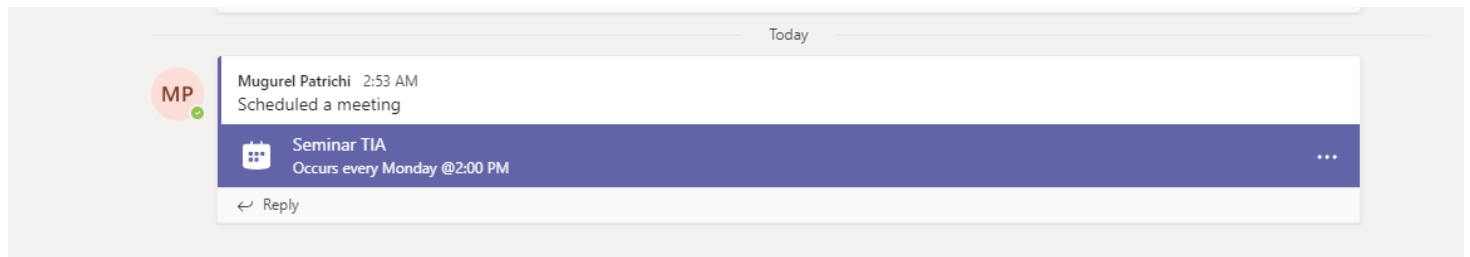 Today
MP
Mugurel Patrichi 2:53 AM
Scheduled a meeting
Seminar TIA
Occurs every Monday @2:00 PM
Reply